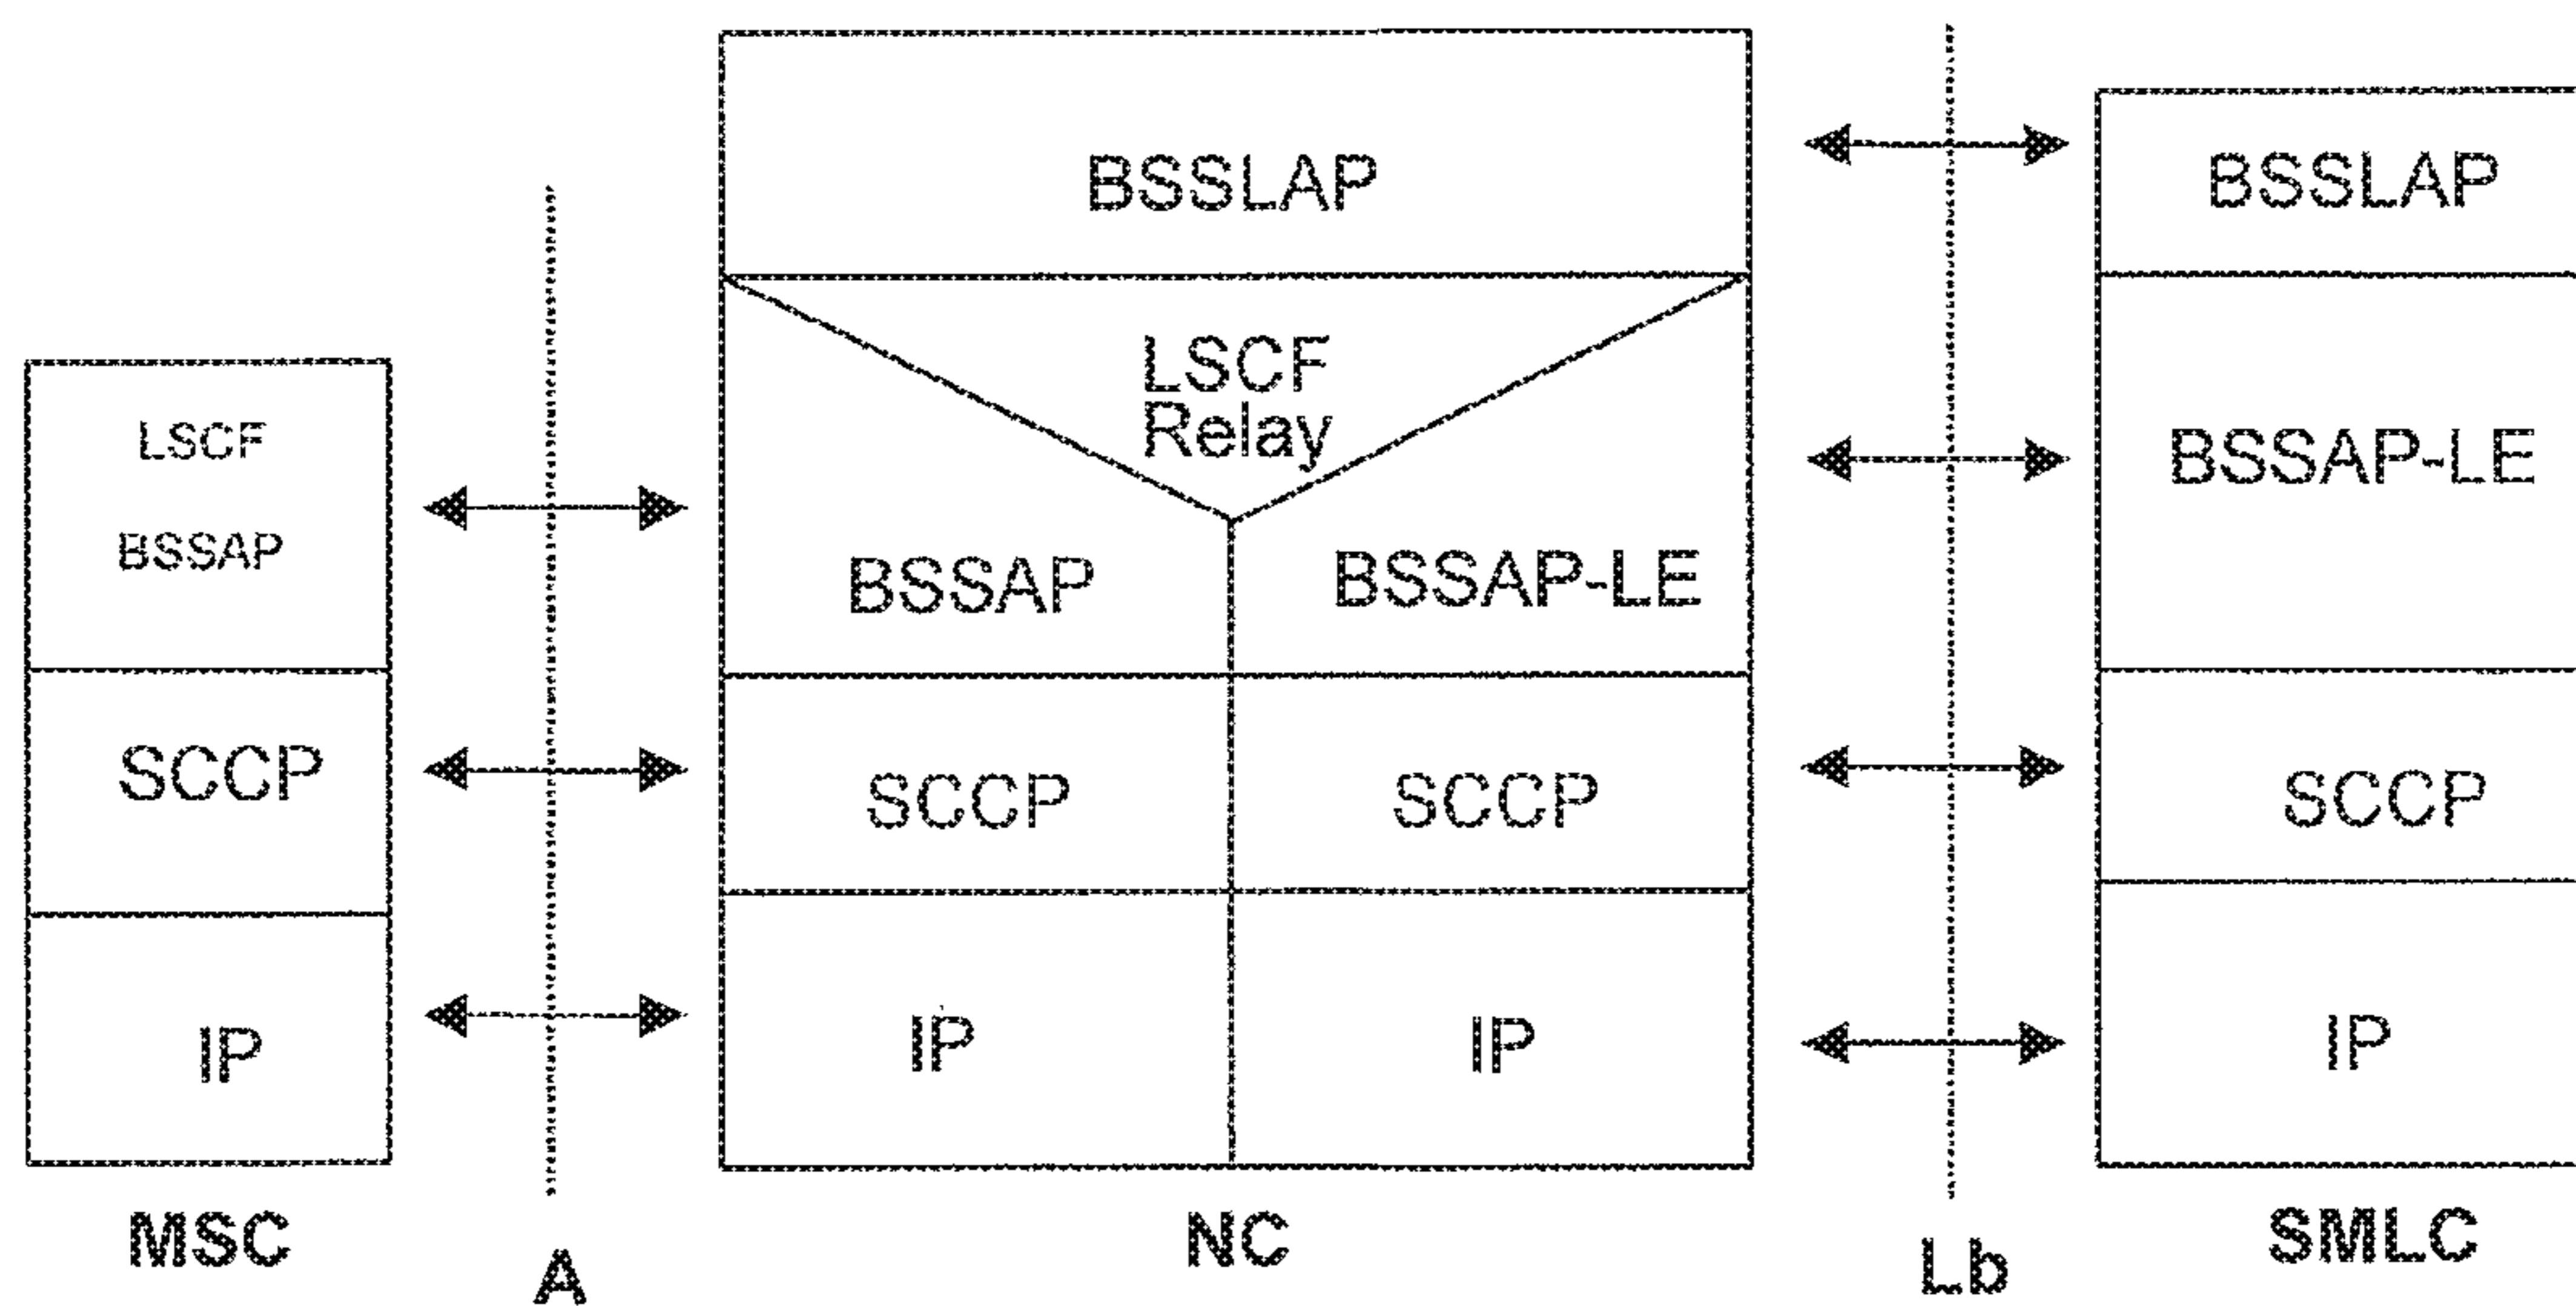 BSSLAP
BSSLAP
LSCF
Relay
LSCF
BSSAP
BSSAP-LE
BSSAP
BSSAP-LE
SCCP
SCCP
SCCP
SCCP
IP
IP
IP
IP
MSC
NC
SMLC
A
Lb